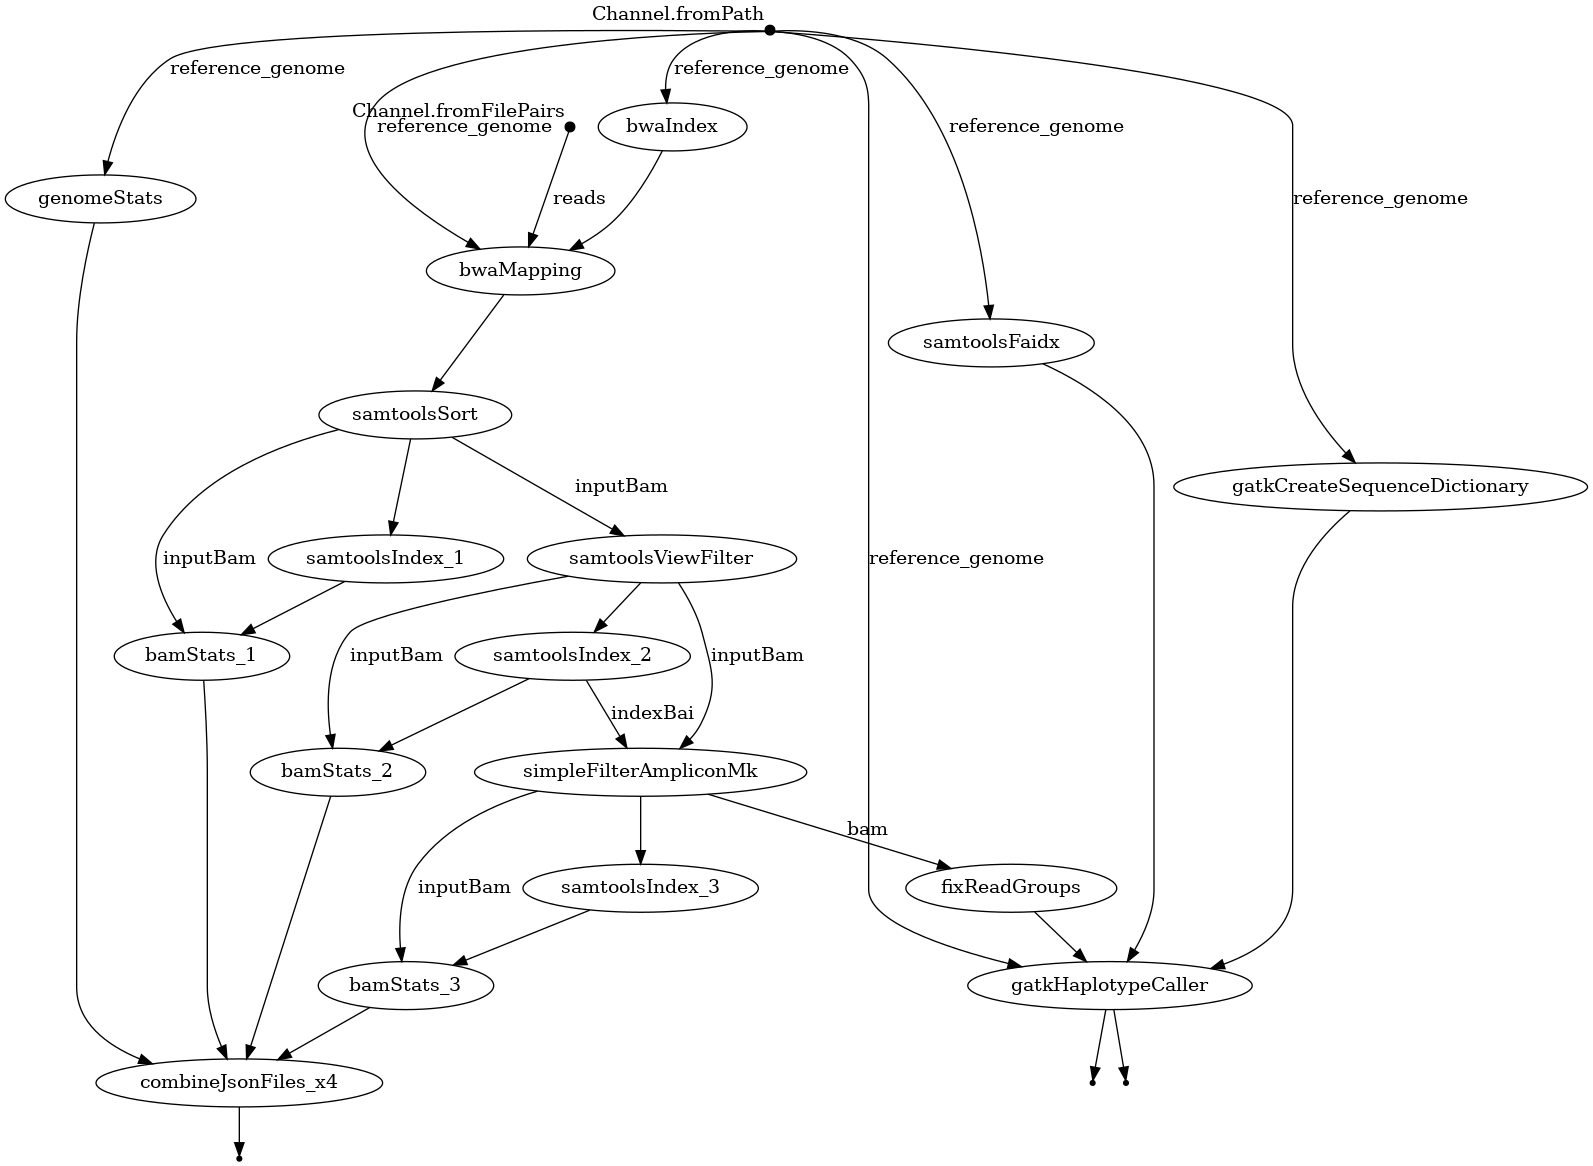 Channel.fromPath
reference_genome
reference_genome
Channel.fromFilePairs
reference_genome
bwaIndex
reference_genome
genomeStats
reads
reference_genome
bwaMapping
samtoolsFaidx
samtoolsSort
inputBam
gatkCreateSequenceDictionary
inputBam
samtoolsIndex_1
samtoolsViewFilter
reference_genome
bamStats_1
inputBam
samtoolsIndex_2
inputBam
indexBai
bamStats_2
simpleFilterAmpliconMk
bam
inputBam
samtoolsIndex_3
fixReadGroups
bamStats_3
gatkHaplotypeCaller
combineJsonFiles_x4